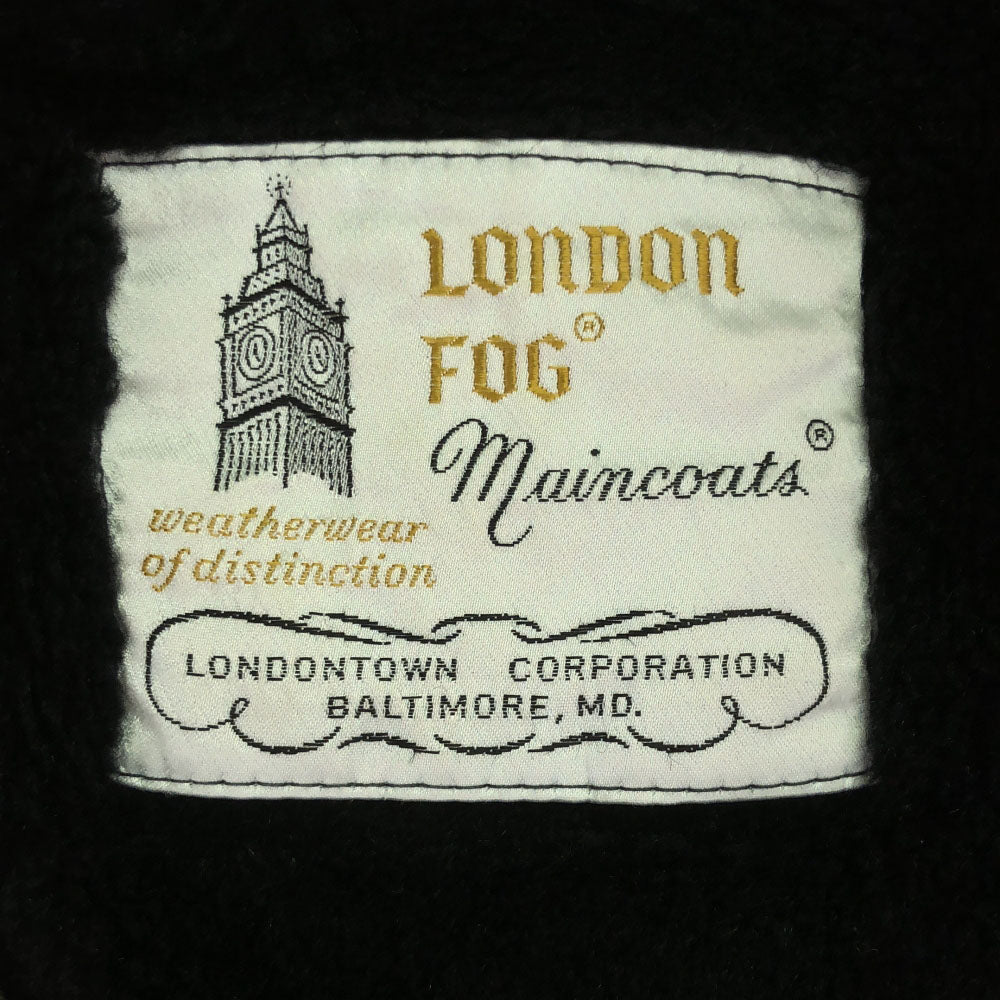 LONDON
FOG®
Maincoats®
weatherwear
of distinction
LONDONTOWN CORPORATION
BALTIMORE, MD.